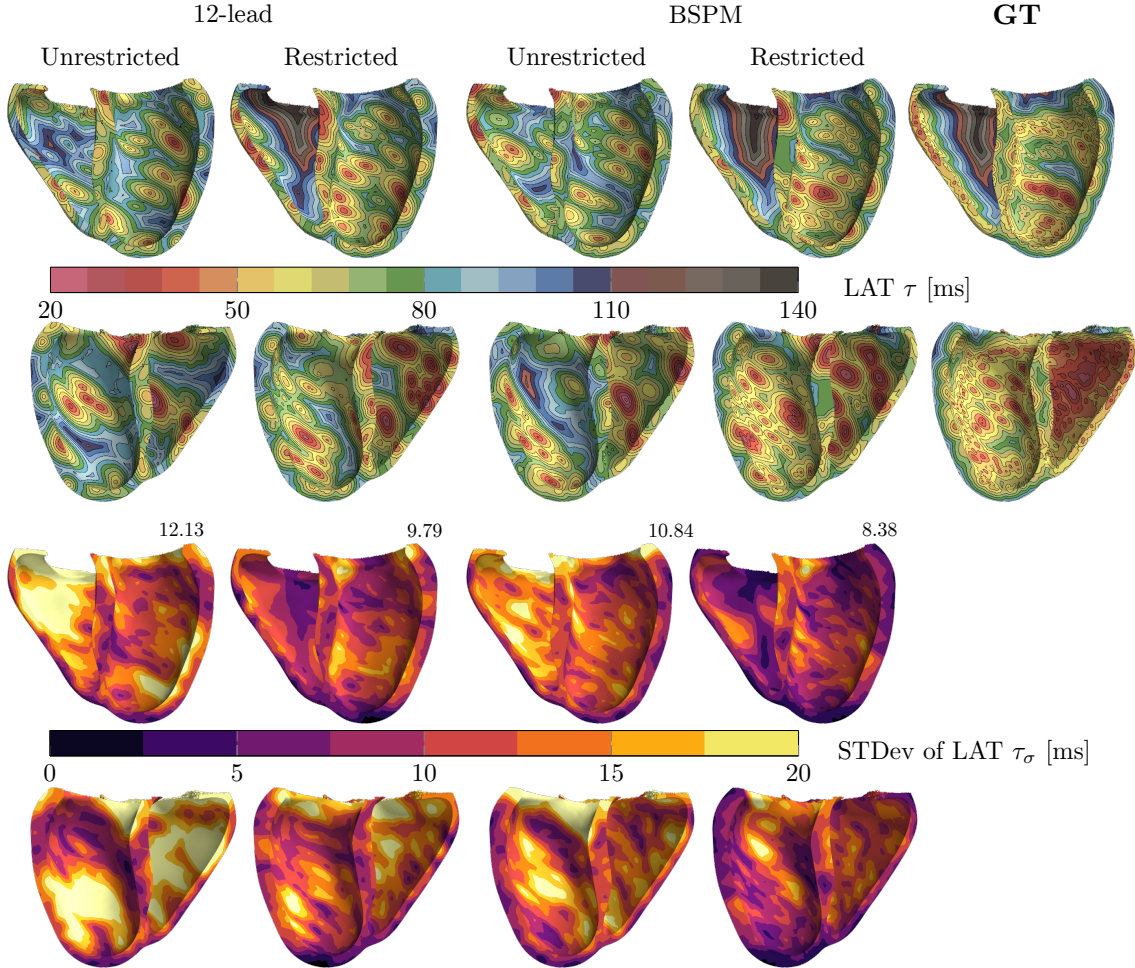 12-lead BSPM GT
Unrestricted Restricted Unrestricted Restricted
LAT τ [ms]
20 50 80 110 140
12.13 9.79 10.84 8.38
STDev of LAT τσ [ms]
0 5 10 15 20